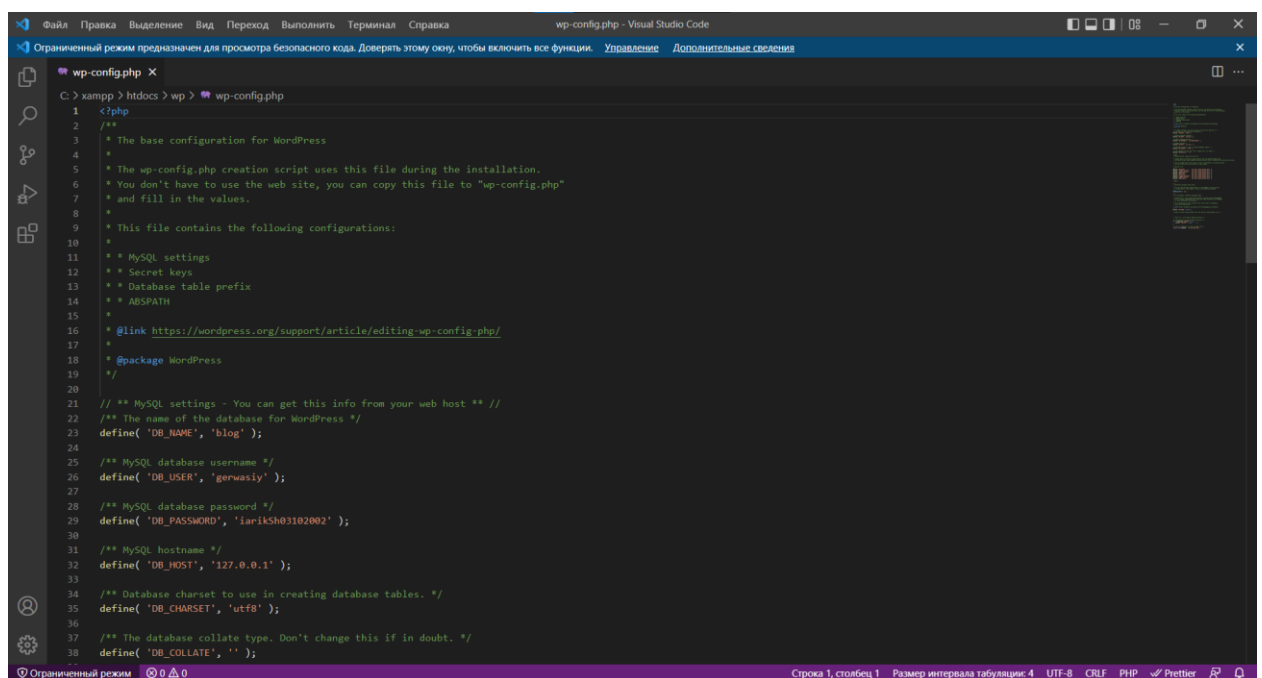 Файл Правка Выделение Вид Переход Выполнить Терминал Справка wp-config.php - Visual Studio Code
Ограниченный режим предназначен для просмотра безопасного кода. Доверять этому окну, чтобы включить все функции. Управление Дополнительные сведения
wp-config.php
C: > xampp > htdocs > wp > wp-config.php
1 <?php
2 /**
3 * The base configuration for WordPress
4 *
5 * The wp-config.php creation script uses this file during the installation.
6 * You don't have to use the web site, you can copy this file to "wp-config.php"
7 * and fill in the values.
8 *
9 * This file contains the following configurations:
10 *
11 * * MySQL settings
12 * * Secret keys
13 * * Database table prefix
14 * * ABSPATH
15 *
16 * @link https://wordpress.org/support/article/editing-wp-config-php/
17 *
18 * @package WordPress
19 */
20
21 // ** MySQL settings - You can get this info from your web host ** //
22 /** The name of the database for WordPress */
23 define( 'DB_NAME', 'blog' );
24
25 /** MySQL database username */
26 define( 'DB_USER', 'gerwasiy' );
27
28 /** MySQL database password */
29 define( 'DB_PASSWORD', 'iarikSh03102002' );
30
31 /** MySQL hostname */
32 define( 'DB_HOST', '127.0.0.1' );
33
34 /** Database charset to use in creating database tables. */
35 define( 'DB_CHARSET', 'utf8' );
36
37 /** The database collate type. Don't change this if in doubt. */
38 define( 'DB_COLLATE', '' );
Ограниченный режим 0 0 Строка 1, столбец 1 Размер интервала табуляции: 4 UTF-8 CRLF PHP Prettier